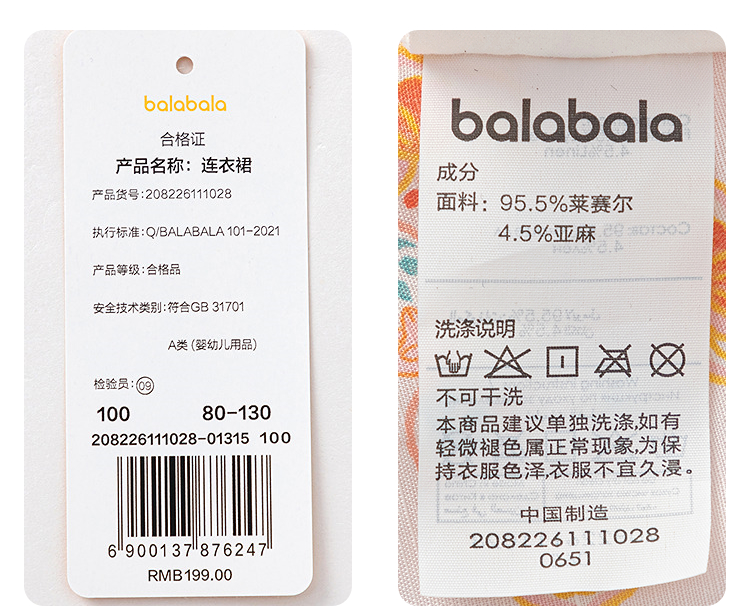 balabala
合格证
产品名称：连衣裙
产品货号:208226111028
执行标准:Q/BALABALA 101-2021
产品等级:合格品
安全技术类别:符合GB 31701
A类 (婴幼儿用品)
检验员:09
100 80-130
208226111028-01315 100
6 900137 876247
RMB199.00
balabala
成分
面料：95.5%莱赛尔
4.5%亚麻
洗涤说明
不可干洗
本商品建议单独洗涤,如有
轻微褪色属正常现象,为保
持衣服色泽,衣服不宜久浸。
中国制造
208226111028
0651